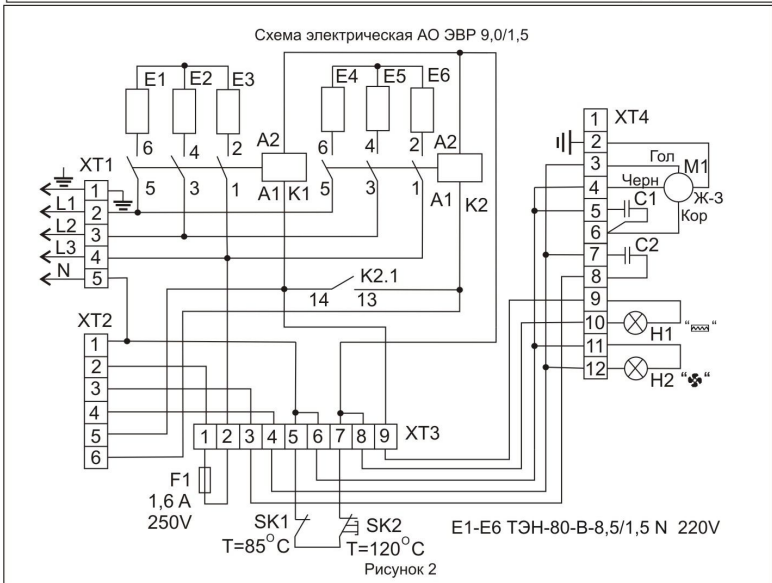 Схема электрическая АО ЭВР 9,0/1,5
E1 E2 E3 E4 E5 E6
6 4 2 A2 6 4 2 A2
5 3 1 A1 K1 5 3 1 A1 K2
XT1
1
L1 2
L2 3
L3 4
N 5
K2.1
14 13
XT2
1
2
3
4
5
6
1 2 3 4 5 6 7 8 9 XT3
F1
1,6 A
250V
SK1
T=85°C
SK2
T=120°C
XT4
1
2
3 Гол M1
4 Черн Ж-З
5 C1
6 Кор
7 C2
8
9
10 H1 "
11
12 H2 " "
E1-E6 ТЭН-80-В-8,5/1,5 N 220V
Рисунок 2